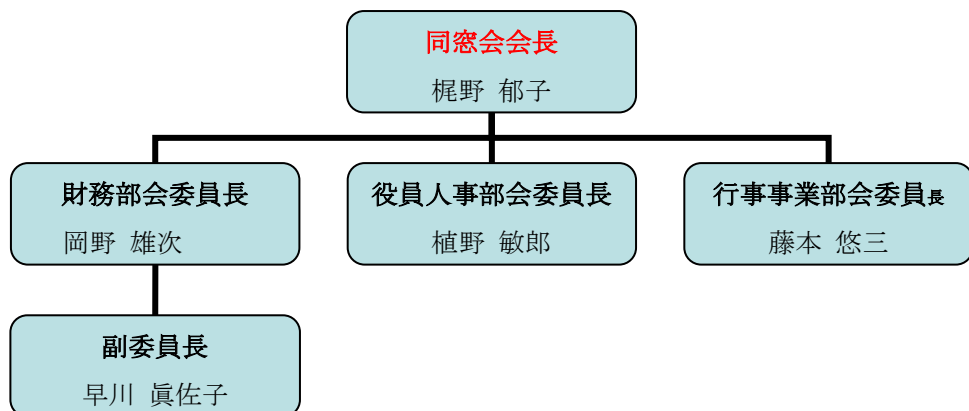 同窓会会長
梶野 郁子
財務部会委員長
岡野 雄次
役員人事部会委員長
植野 敏郎
行事事業部会委員長
藤本 悠三
副委員長
早川 眞佐子